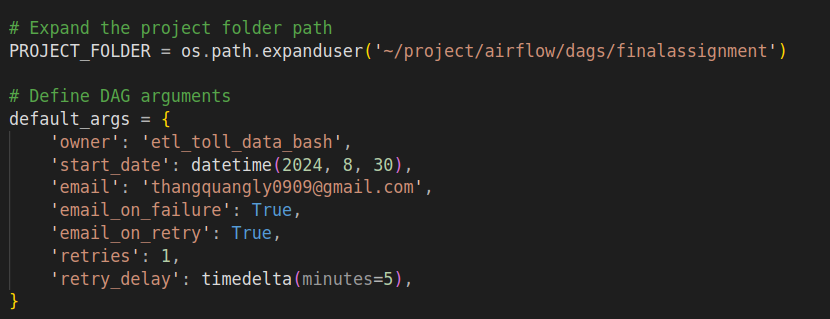 # Expand the project folder path
PROJECT_FOLDER = os.path.expanduser('~/project/airflow/dags/finalassignment')
# Define DAG arguments
default_args = {
    'owner': 'etl_toll_data_bash',
    'start_date': datetime(2024, 8, 30),
    'email': 'thangquangly0909@gmail.com',
    'email_on_failure': True,
    'email_on_retry': True,
    'retries': 1,
    'retry_delay': timedelta(minutes=5),
}